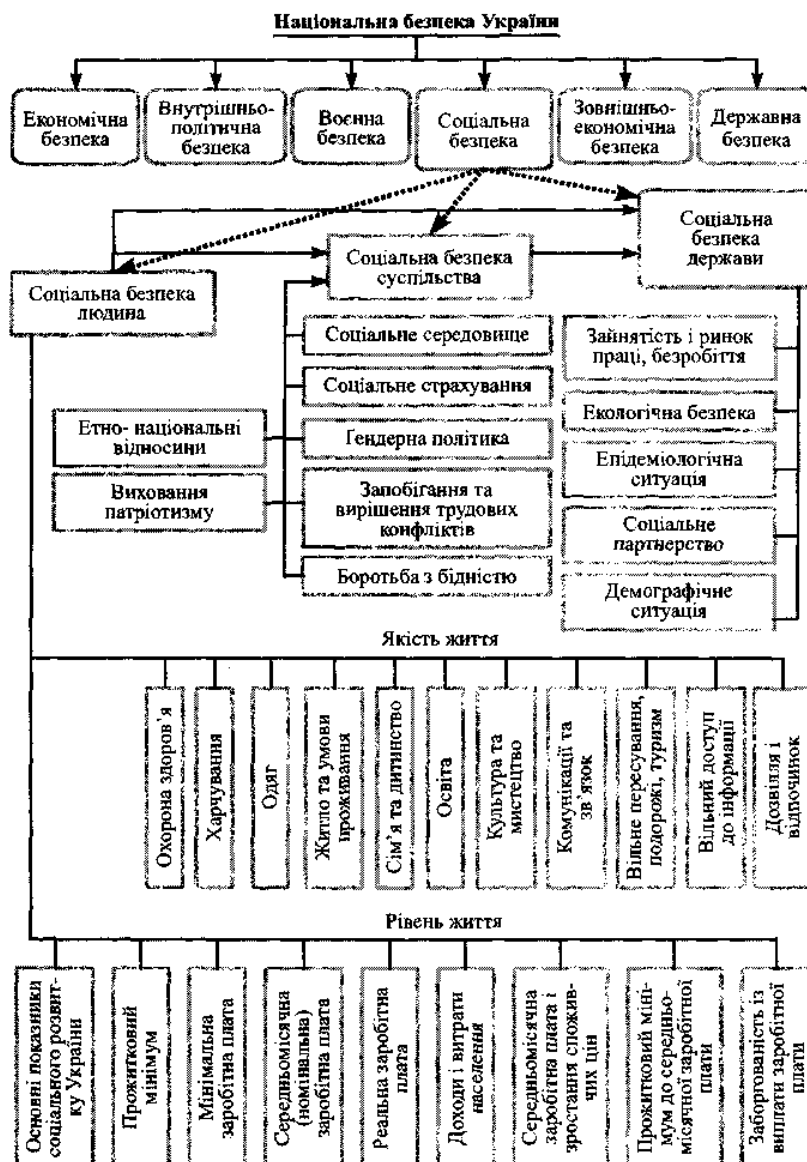 Національна безпека України
Економічна
безпека
Внутрішньо-
політична
безпека
Воєнна
безпека
Соціальна
безпека
Зовнішньо-
економічна
безпека
Державна
безпека
Соціальна безпека
людина
Соціальна безпека
суспільства
Соціальна
безпека
держави
Соціальне середовище
Соціальне страхування
Етно- національні
відносини
Ґендерна політика
Виховання
патріотизму
Запобігання та
вирішення трудових
конфліктів
Боротьба з бідністю
Зайнятість і ринок
праці, безробіття
Екологічна безпека
Епідеміологічна
ситуація
Соціальне
партнерство
Демографічне
ситуація
Якість життя
Охорона здоров’я
Харчування
Одяг
Житло та умови
проживання
Сім’я та дитинство
Освіта
Культура та
мистецтво
Комунікації та
зв’язок
Вільне пересування,
подорожі, туризм
Вільний доступ
до інформації
Дозвілля і
відпочинок
Рівень життя
Основні показники
соціального розвит-
ку України
Прожитковий
мінімум
Мінімальна
заробітна плата
Середньомісячна
(номінальна)
заробітна плата
Реальна заробітна
плата
Доходи і витрати
населення
Середньомісячна
заробітна плата і
зростання спожив-
чих цін
Прожитковий міні-
мум до середньо-
місячної заробітної
плати
Заборгованість із
виплати заробітної
плати